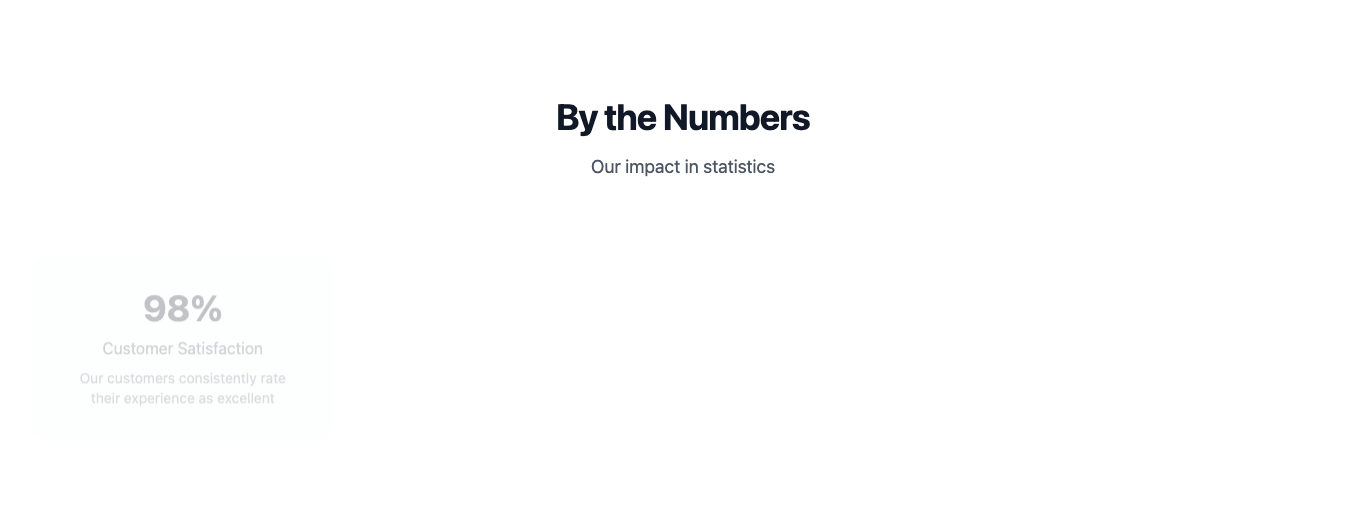 By the Numbers
Our impact in statistics
98%
Customer Satisfaction
Our customers consistently rate
their experience as excellent